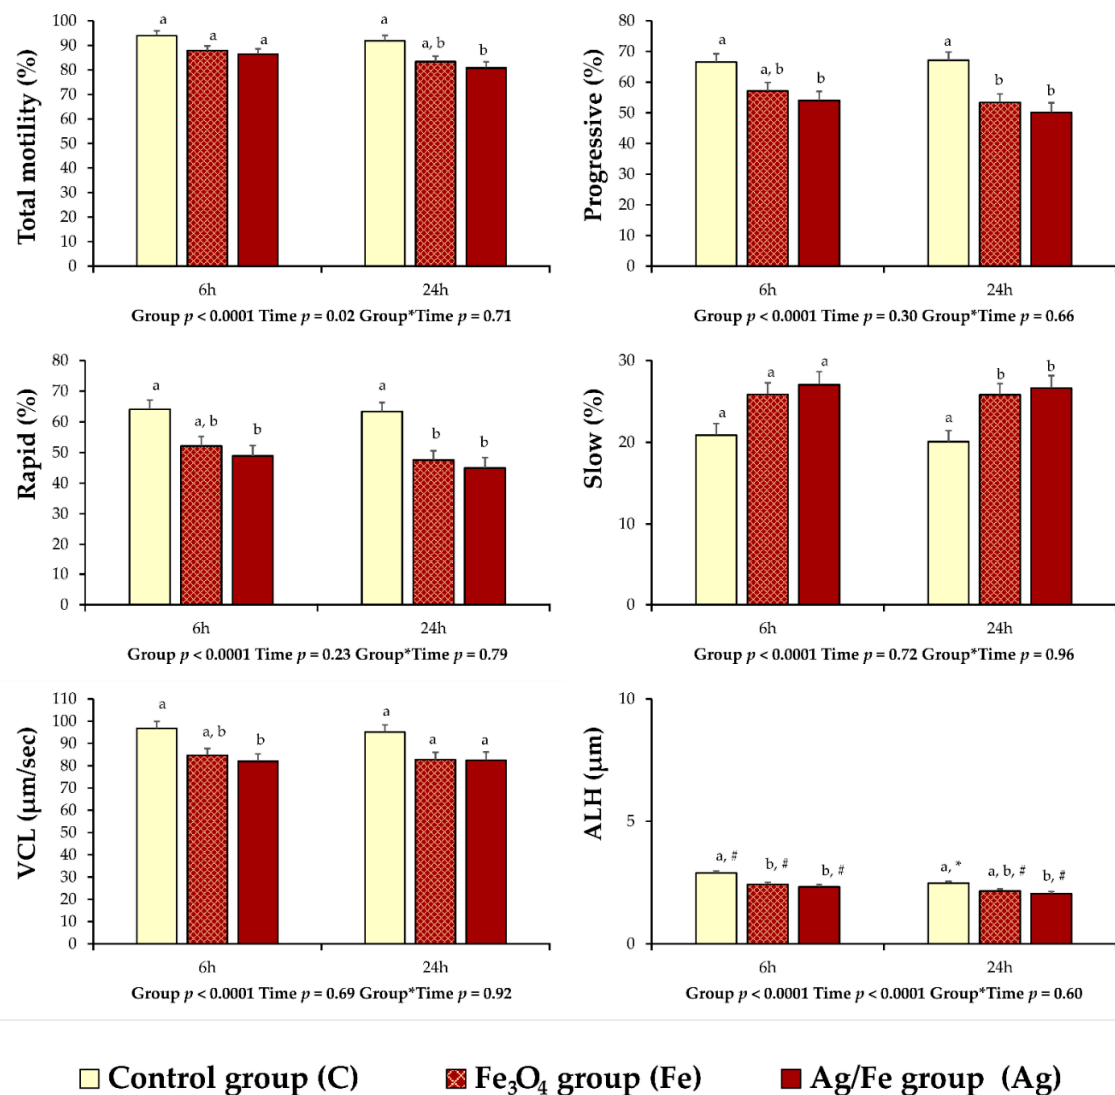 Total motility (%)
100
90
80
70
60
50
40
30
20
10
0
a
a
a
a
a, b
b
6h
24h
Group p < 0.0001 Time p = 0.02 Group*Time p = 0.71
Progressive (%)
80
70
60
50
40
30
20
10
0
a
a, b
b
a
b
b
6h
24h
Group p < 0.0001 Time p = 0.30 Group*Time p = 0.66
Rapid (%)
80
70
60
50
40
30
20
10
0
a
a, b
b
a
b
b
6h
24h
Group p < 0.0001 Time p = 0.23 Group*Time p = 0.79
Slow (%)
30
20
10
0
a
a
a
a
b
b
6h
24h
Group p < 0.0001 Time p = 0.72 Group*Time p = 0.96
VCL (µm/sec)
110
100
90
80
70
60
50
40
30
20
10
0
a
a, b
b
a
a
a
6h
24h
Group p < 0.0001 Time p = 0.69 Group*Time p = 0.92
ALH (µm)
10
5
0
a, #
b, #
b, #
a, *
a, b, #
b, #
6h
24h
Group p < 0.0001 Time p < 0.0001 Group*Time p = 0.60
Control group (C)
Fe₃O₄ group (Fe)
Ag/Fe group (Ag)